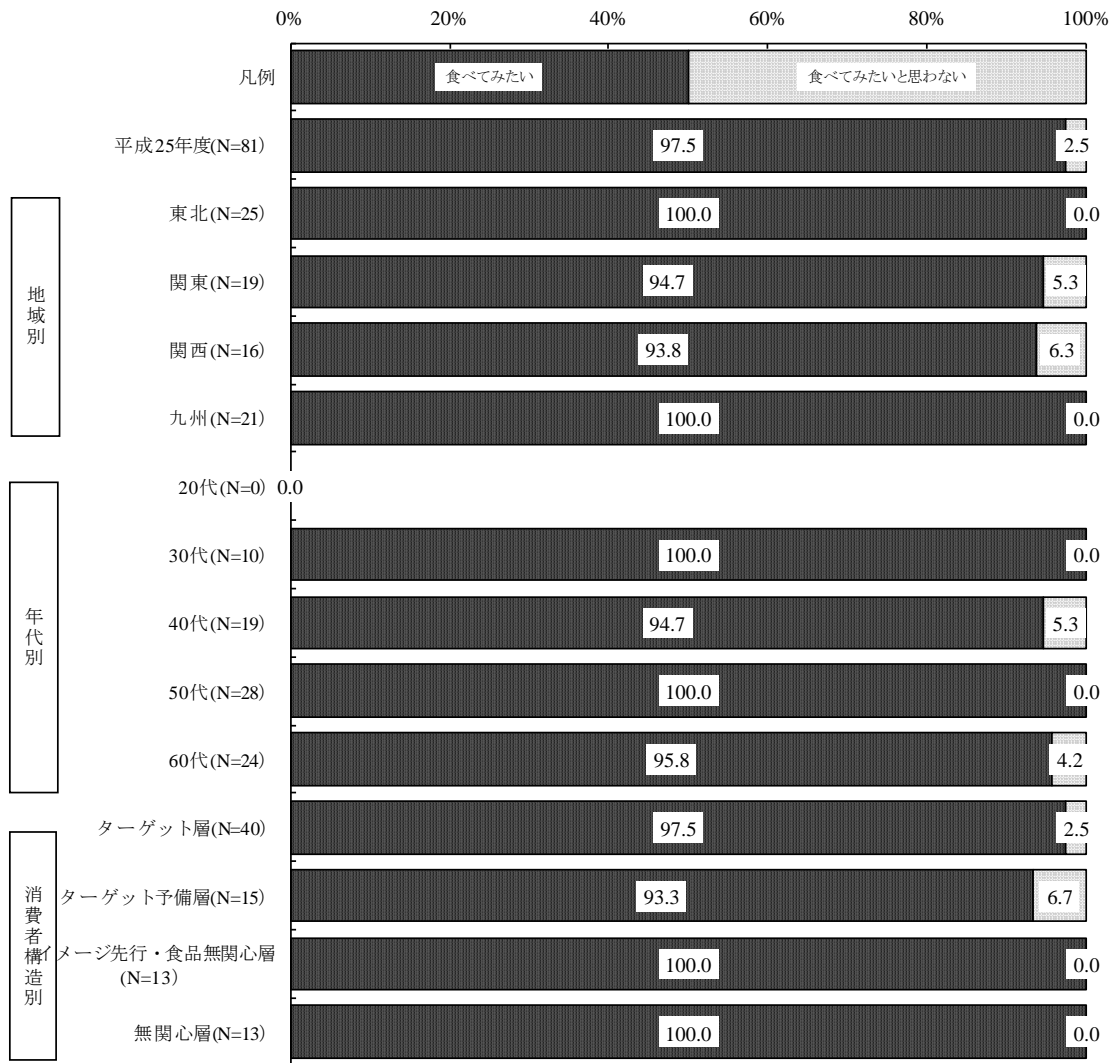 0% 20% 40% 60% 80% 100%
凡例 食べてみたい 食べてみたいと思わない
平成25年度(N=81) 97.5 2.5
地域別
東北(N=25) 100.0 0.0
関東(N=19) 94.7 5.3
関西(N=16) 93.8 6.3
九州(N=21) 100.0 0.0
年代別
20代(N=0) 0.0
30代(N=10) 100.0 0.0
40代(N=19) 94.7 5.3
50代(N=28) 100.0 0.0
60代(N=24) 95.8 4.2
消費者構造別
ターゲット層(N=40) 97.5 2.5
ターゲット予備層(N=15) 93.3 6.7
イメージ先行・食品無関心層
(N=13) 100.0 0.0
無関心層(N=13) 100.0 0.0